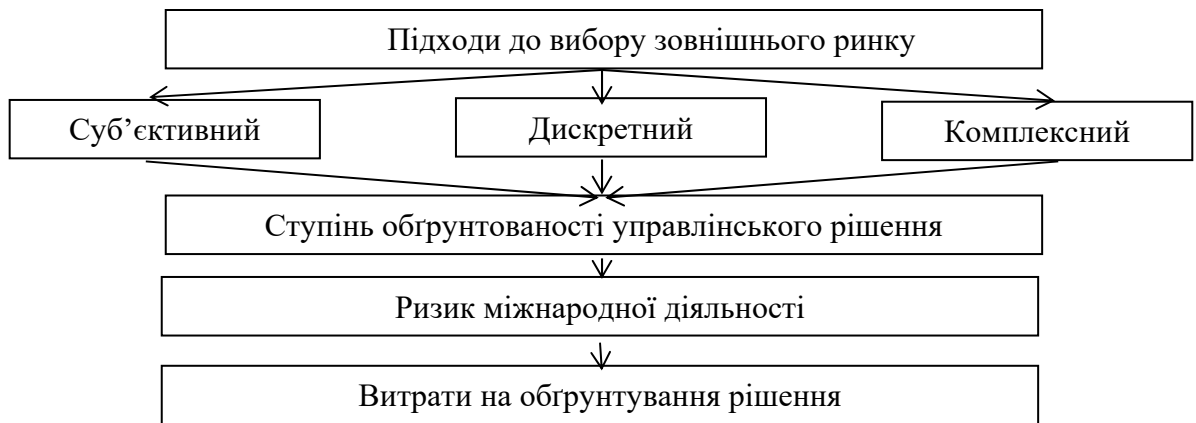 Підходи до вибору зовнішнього ринку
Суб’єктивний
Дискретний
Комплексний
Ступінь обґрунтованості управлінського рішення
Ризик міжнародної діяльності
Витрати на обґрунтування рішення